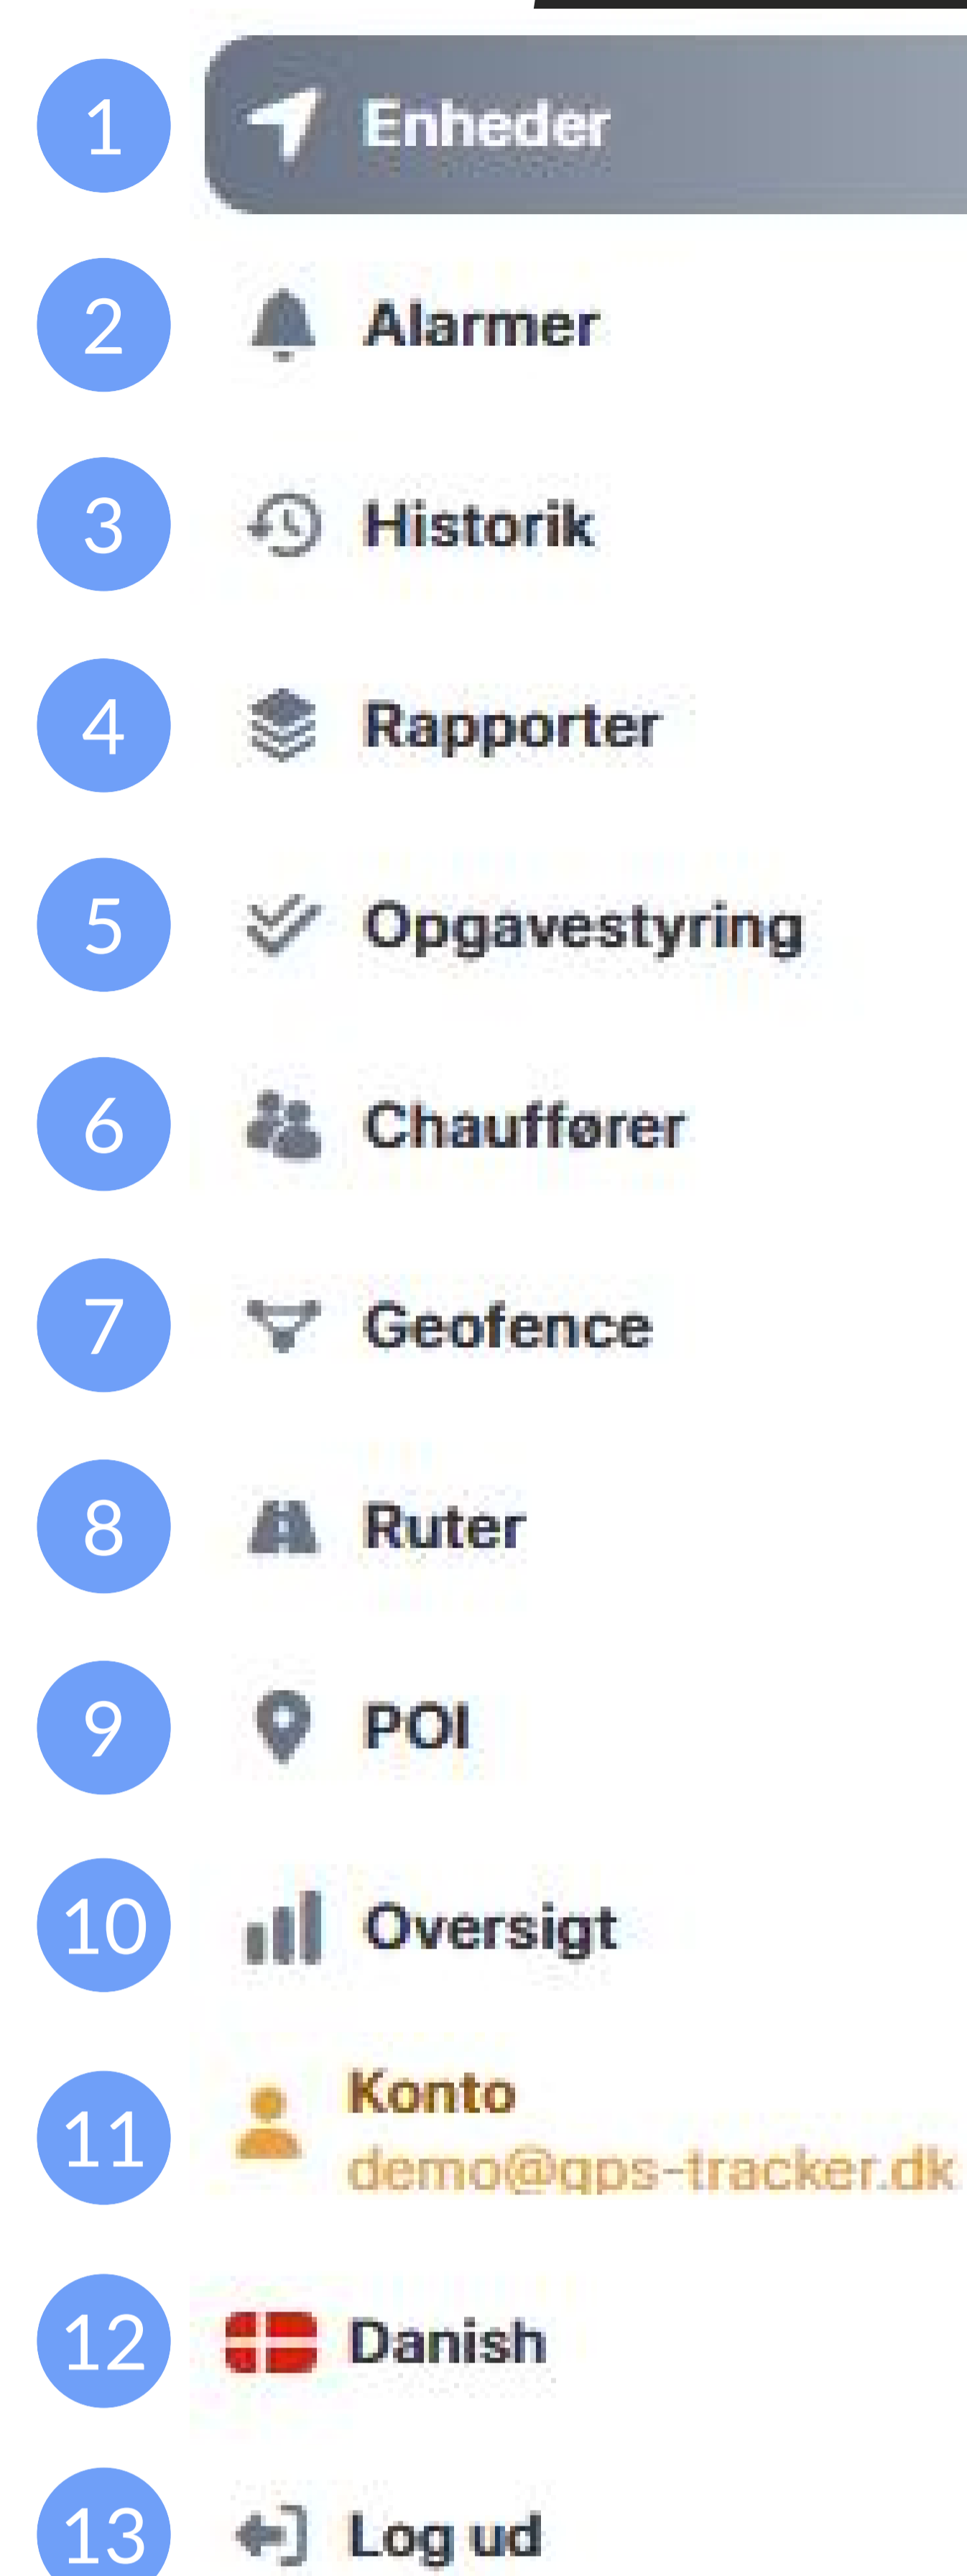 1 Enheder
2 Alarmer
3 Historik
4 Rapporter
5 Opgavestyring
6 Chauffører
7 Geofence
8 Ruter
9 POI
10 Oversigt
11 Konto
demo@gps-tracker.dk
12 Danish
13 Log ud